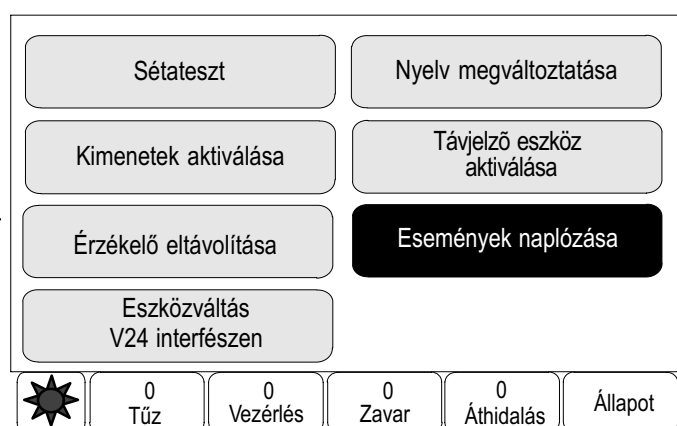 Sétateszt
Nyelv megváltoztatása
Kimenetek aktiválása
Távjelzõ eszköz
aktiválása
Érzékelő eltávolítása
Események naplózása
Eszközváltás
V24 interfészen
0
Tűz
0
Vezérlés
0
Zavar
0
Áthidalás
Állapot